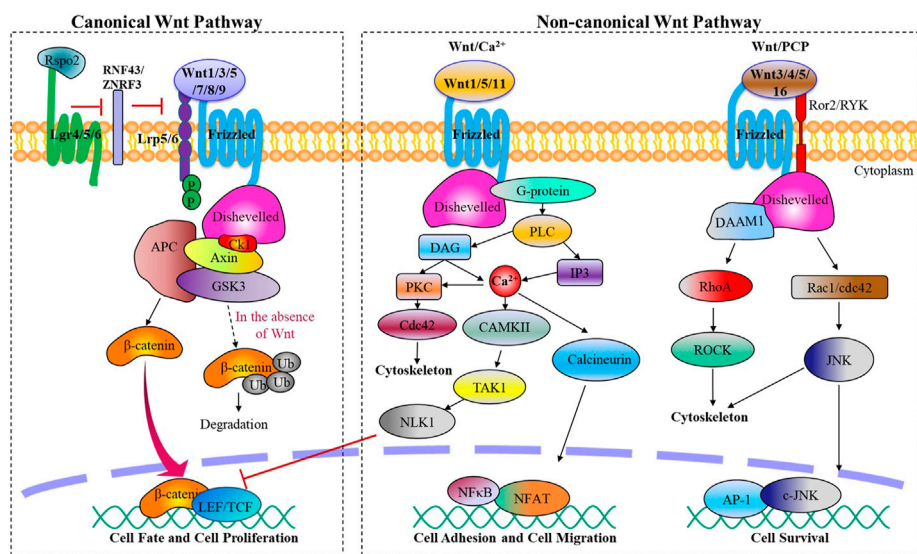 Canonical Wnt Pathway
Non-canonical Wnt Pathway
Rspo2
RNF43/
ZNRF3
Wnt1/3/5
/7/8/9
Lgr4/5/6
Lrp5/6
Frizzled
P
P
Dishevelled
Ck1
APC
Axin
GSK3
In the absence
of Wnt
β-catenin
β-catenin
Ub
Ub
Ub
Degradation
β-catenin
LEF/TCF
Cell Fate and Cell Proliferation
Wnt/Ca²⁺
Wnt1/5/11
Frizzled
Dishevelled
G-protein
PLC
DAG
IP3
PKC
Ca²⁺
Cdc42
CAMKII
Calcineurin
Cytoskeleton
TAK1
NLK1
NFκB
NFAT
Cell Adhesion and Cell Migration
Wnt/PCP
Wnt3/4/5/
16
Ror2/RYK
Frizzled
Cytoplasm
Dishevelled
DAAM1
RhoA
Rac1/cdc42
ROCK
JNK
Cytoskeleton
AP-1
c-JNK
Cell Survival